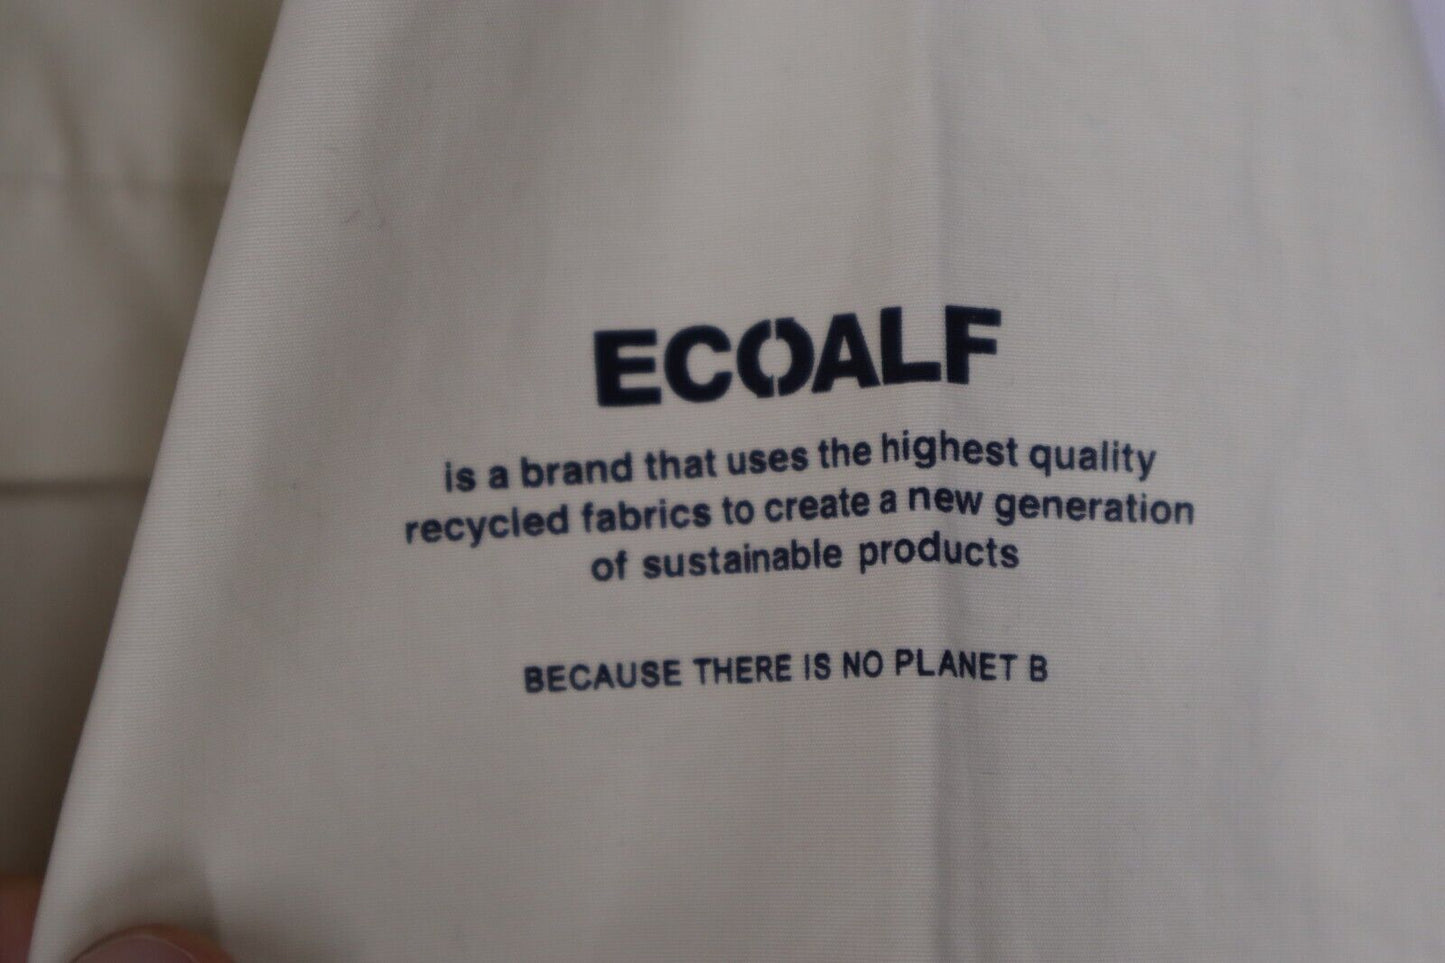 ECOALF
is a brand that uses the highest quality
recycled fabrics to create a new generation
of sustainable products
BECAUSE THERE IS NO PLANET B